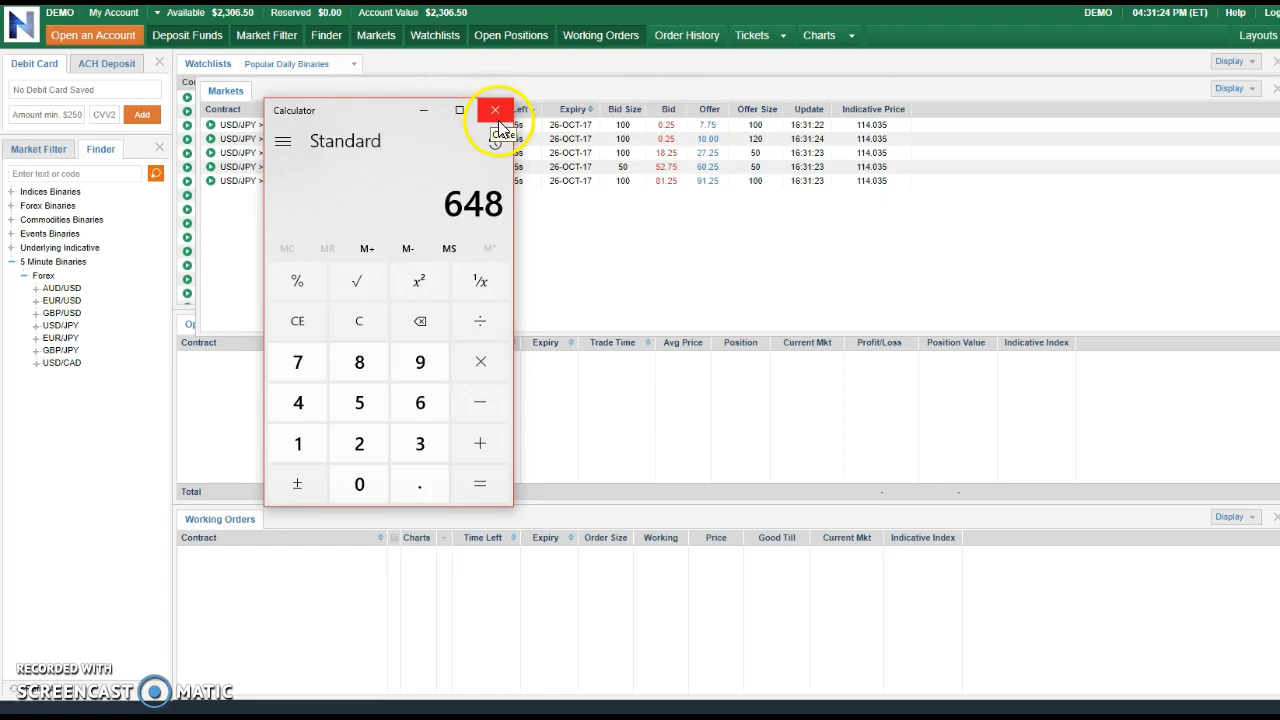 DEMO My Account Available $2,306.50 Reserved $0.00 Account Value $2,306.50 DEMO 04:31:24 PM (ET) Help
N Open an Account Deposit Funds Market Filter Finder Markets Watchlists Open Positions Working Orders Order History Tickets Charts Layouts
Debit Card ACH Deposit
No Debit Card Saved
Amount min. $250 CVV2 Add
Market Filter Finder
Enter text or code
Indices Binaries
Forex Binaries
Commodities Binaries
Events Binaries
Underlying Indicative
5 Minute Binaries
Forex
AUD/USD
EUR/USD
GBP/USD
USD/JPY
EUR/JPY
GBP/JPY
USD/CAD
Watchlists Popular Daily Binaries Display
Markets Display
Contract Left Expiry Bid Size Bid Offer Offer Size Update Indicative Price
USD/JPY > 5s 26-OCT-17 100 0.25 7.75 100 16:31:22 114.035
USD/JPY > 5s 26-OCT-17 100 0.25 10.00 120 16:31:24 114.035
USD/JPY > 5s 26-OCT-17 100 18.25 27.25 50 16:31:23 114.035
USD/JPY > 5s 26-OCT-17 50 52.75 60.25 50 16:31:23 114.035
USD/JPY > 5s 26-OCT-17 100 81.25 91.25 100 16:31:23 114.035
Calculator
Close
Standard
648
MC MR M+ M- MS M˅
% √ x² ¹/x
CE C ⌫ ÷
7 8 9 ×
4 5 6 −
1 2 3 +
± 0 . =
Contract Expiry Trade Time Avg Price Position Current Mkt Profit/Loss Position Value Indicative Index
Total - -
Working Orders Display
Contract Charts Time Left Expiry Order Size Working Price Good Till Current Mkt Indicative Index
RECORDED WITH
SCREENCAST MATIC